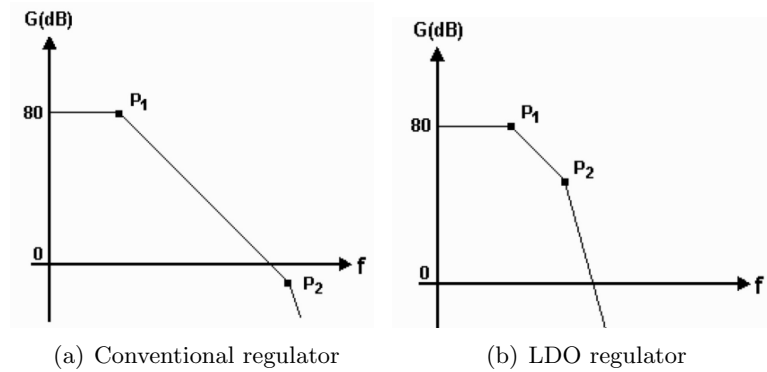 G(dB)
80
P1
0
f
P2
(a) Conventional regulator
G(dB)
80
P1
P2
0
f
(b) LDO regulator